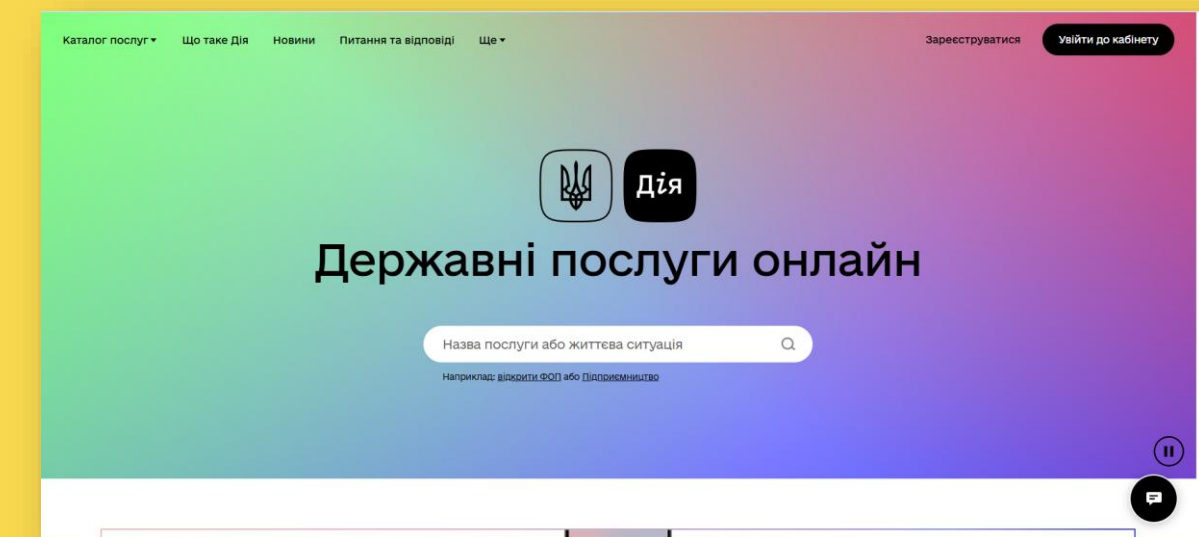 Каталог послуг Що таке Дія Новини Питання та відповіді Ще Зареєструватися Увійти до кабінету
Дія
Державні послуги онлайн
Назва послуги або життєва ситуація
Наприклад: відкрити ФОП або Підприємництво